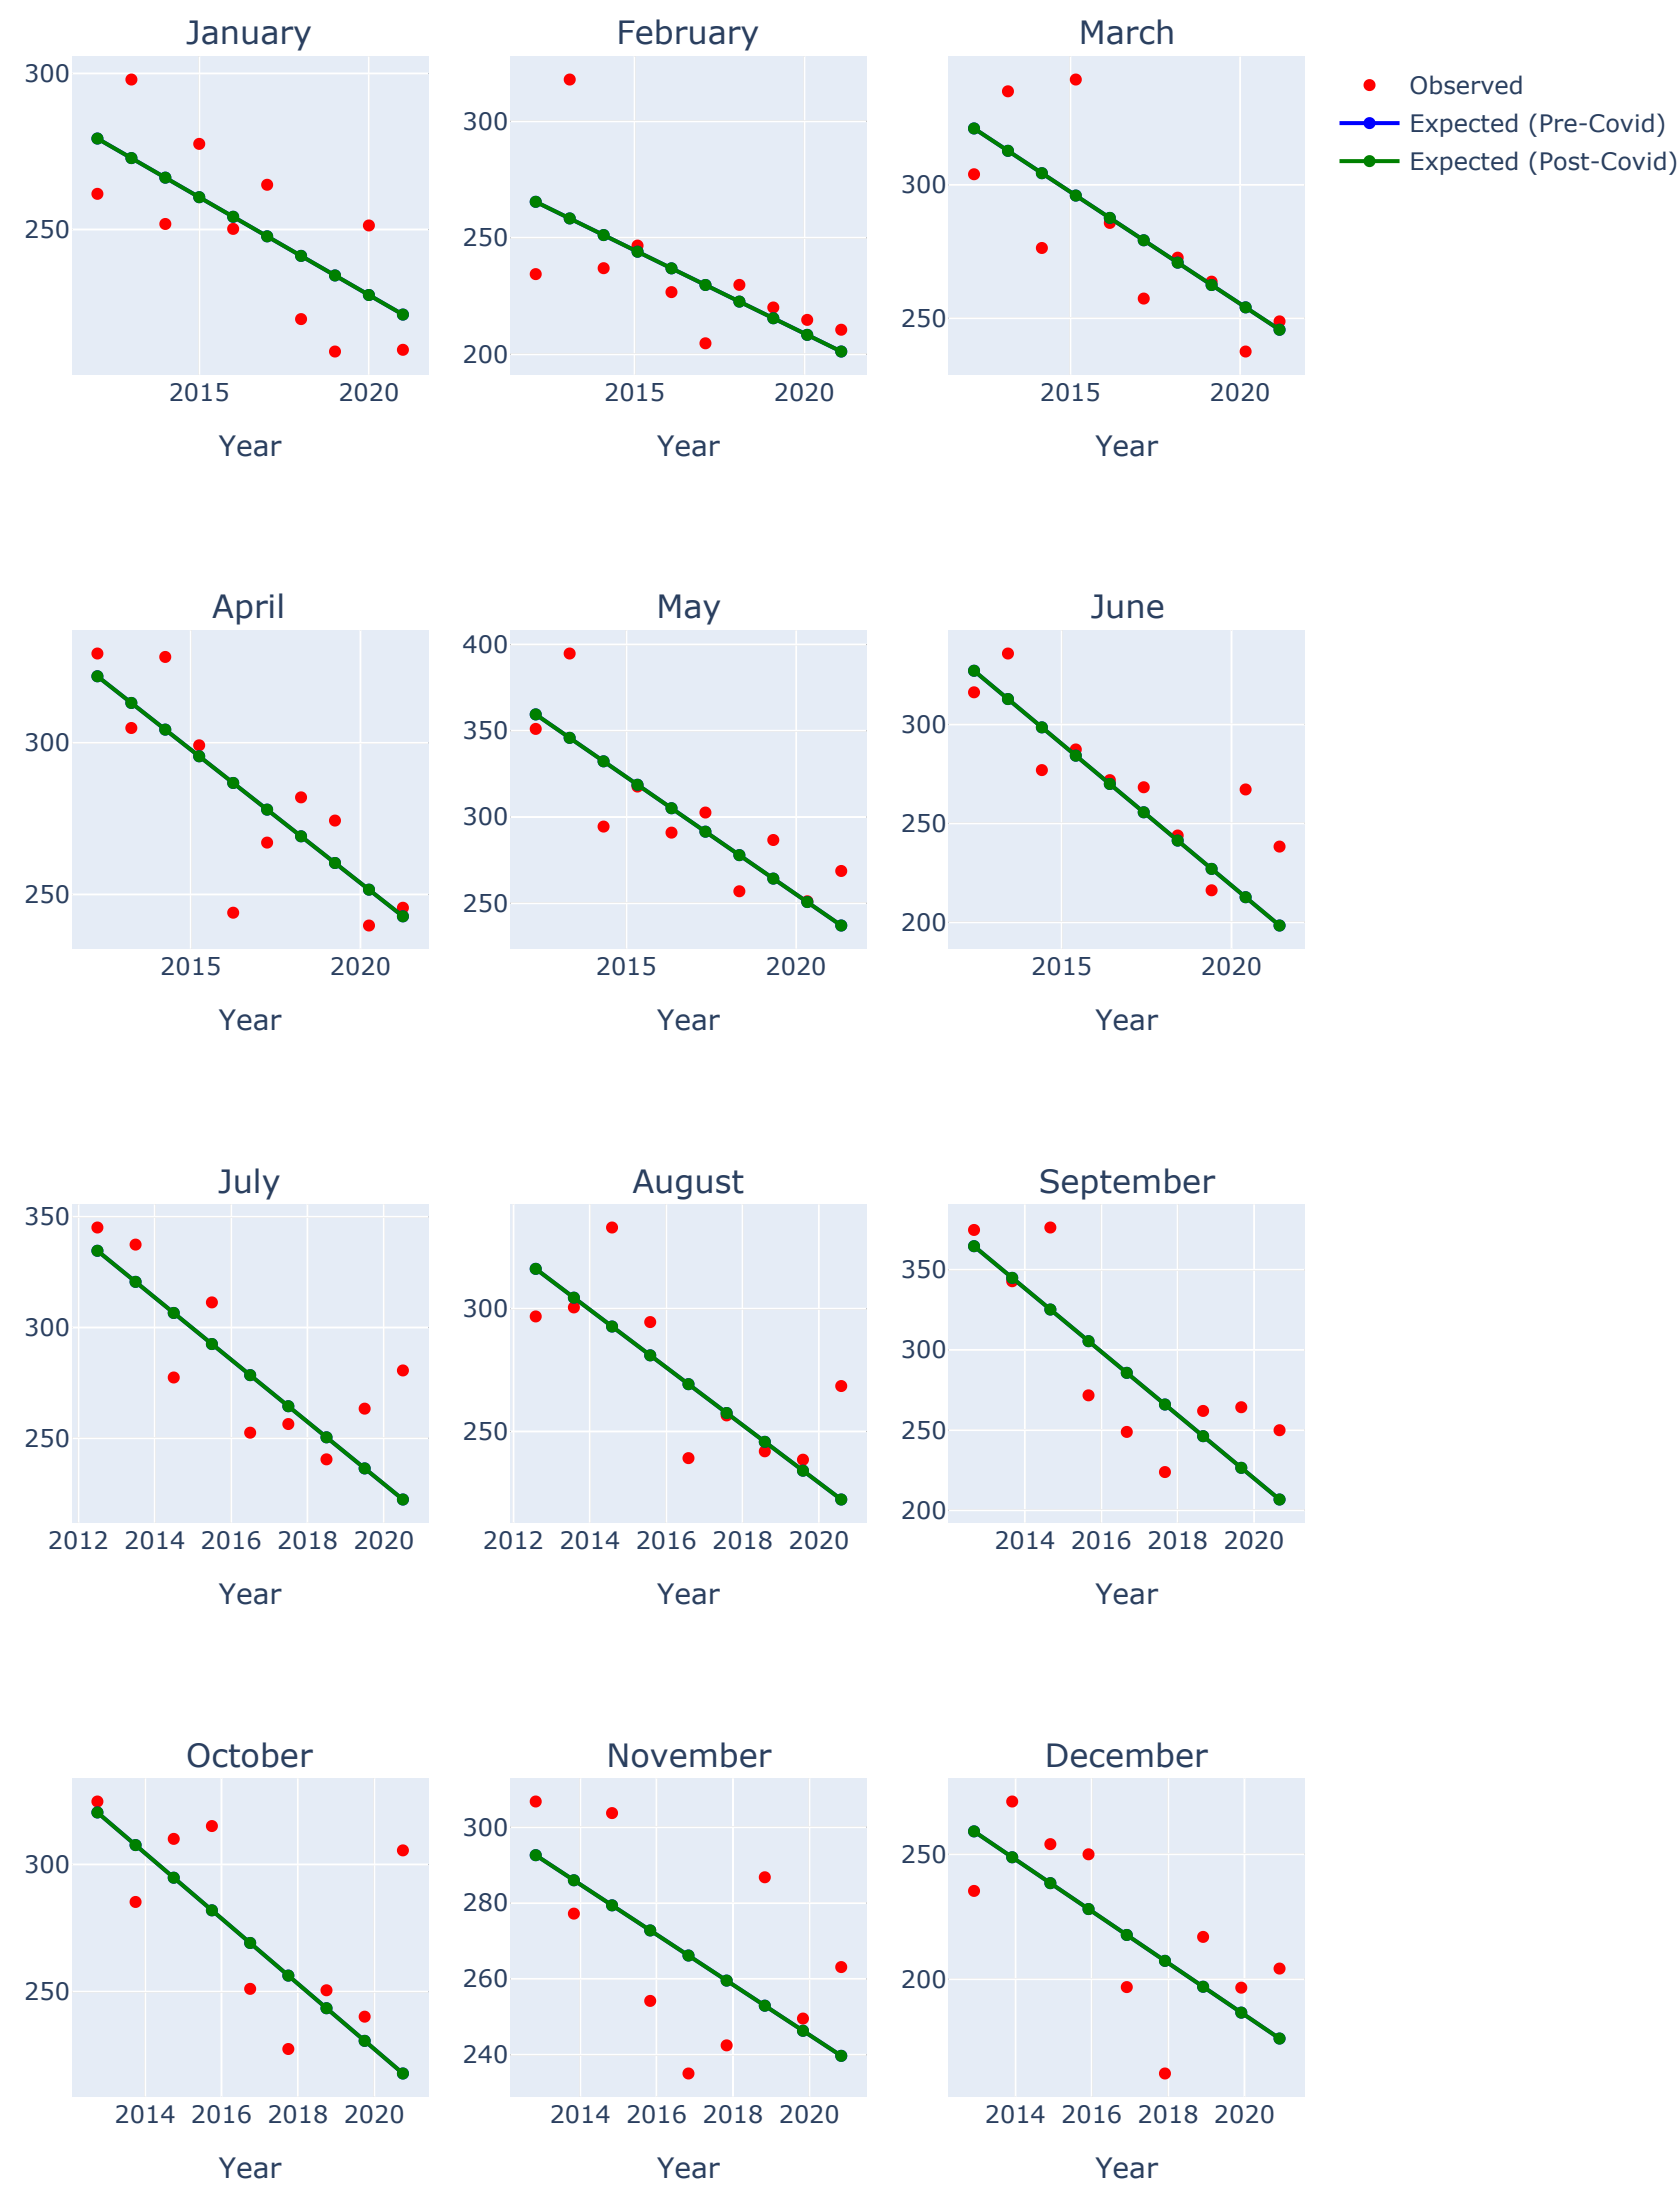 January
February
March
Observed
Expected (Pre-Covid)
Expected (Post-Covid)
300
250
2015
2020
Year
300
250
200
2015
2020
Year
300
250
2015
2020
Year
April
May
June
300
250
2015
2020
Year
400
350
300
250
2015
2020
Year
300
250
200
2015
2020
Year
July
August
September
350
300
250
2012
2014
2016
2018
2020
Year
300
250
2012
2014
2016
2018
2020
Year
350
300
250
200
2014
2016
2018
2020
Year
October
November
December
300
250
2014
2016
2018
2020
Year
300
280
260
240
2014
2016
2018
2020
Year
250
200
2014
2016
2018
2020
Year